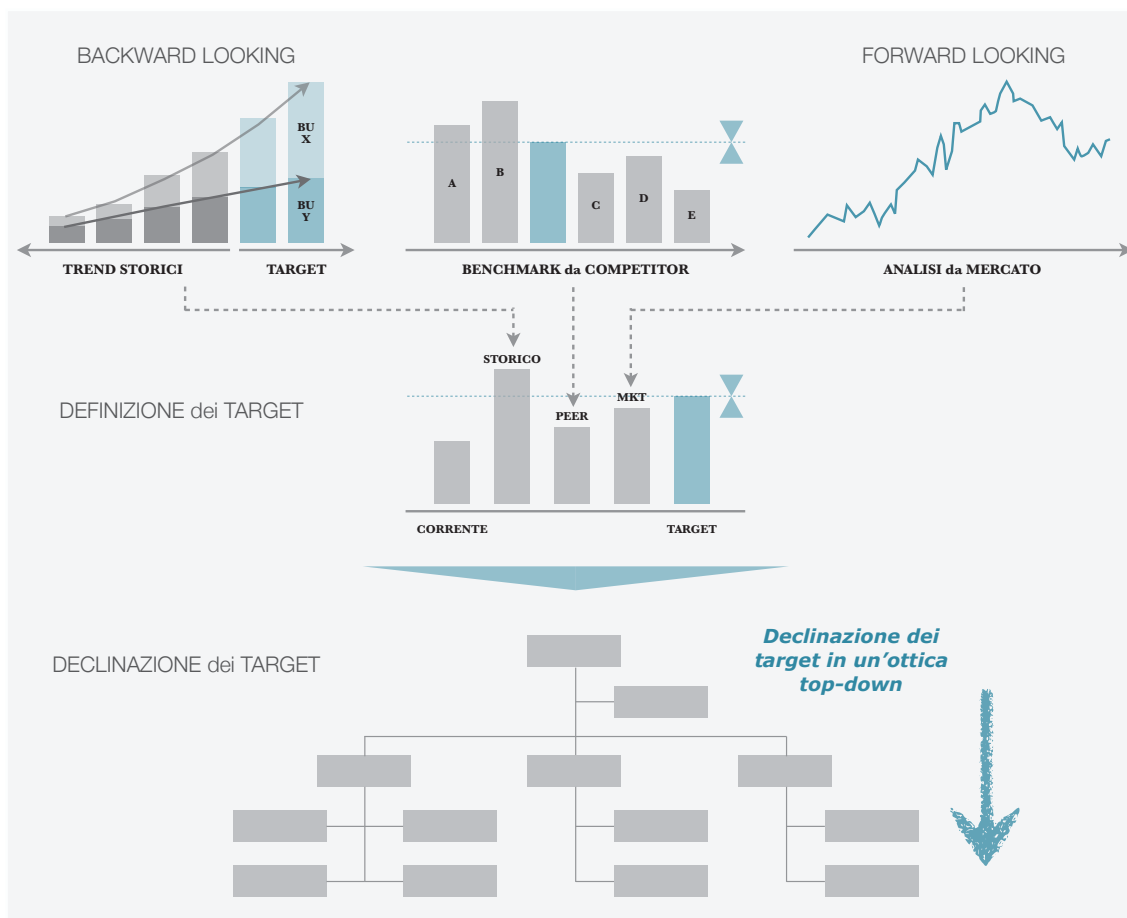 BACKWARD LOOKING
FORWARD LOOKING
BU
X
BU
Y
A
B
C
D
E
TREND STORICI
TARGET
BENCHMARK da COMPETITOR
ANALISI da MERCATO
DEFINIZIONE dei TARGET
STORICO
PEER
MKT
CORRENTE
TARGET
DECLINAZIONE dei TARGET
Declinazione dei
target in un’ottica
top-down